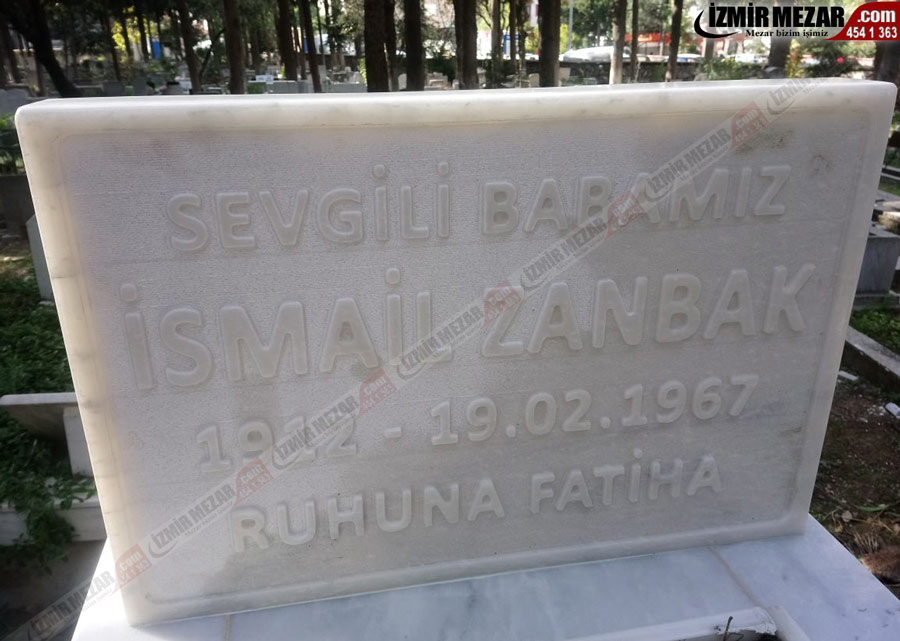 İZMİR MEZAR.com
Mezar bizim işimiz
454 1 363
SEVGİLİ BABAMIZ
İSMAİL ZANBAK
1912 - 19.02.1967
RUHUNA FATİHA